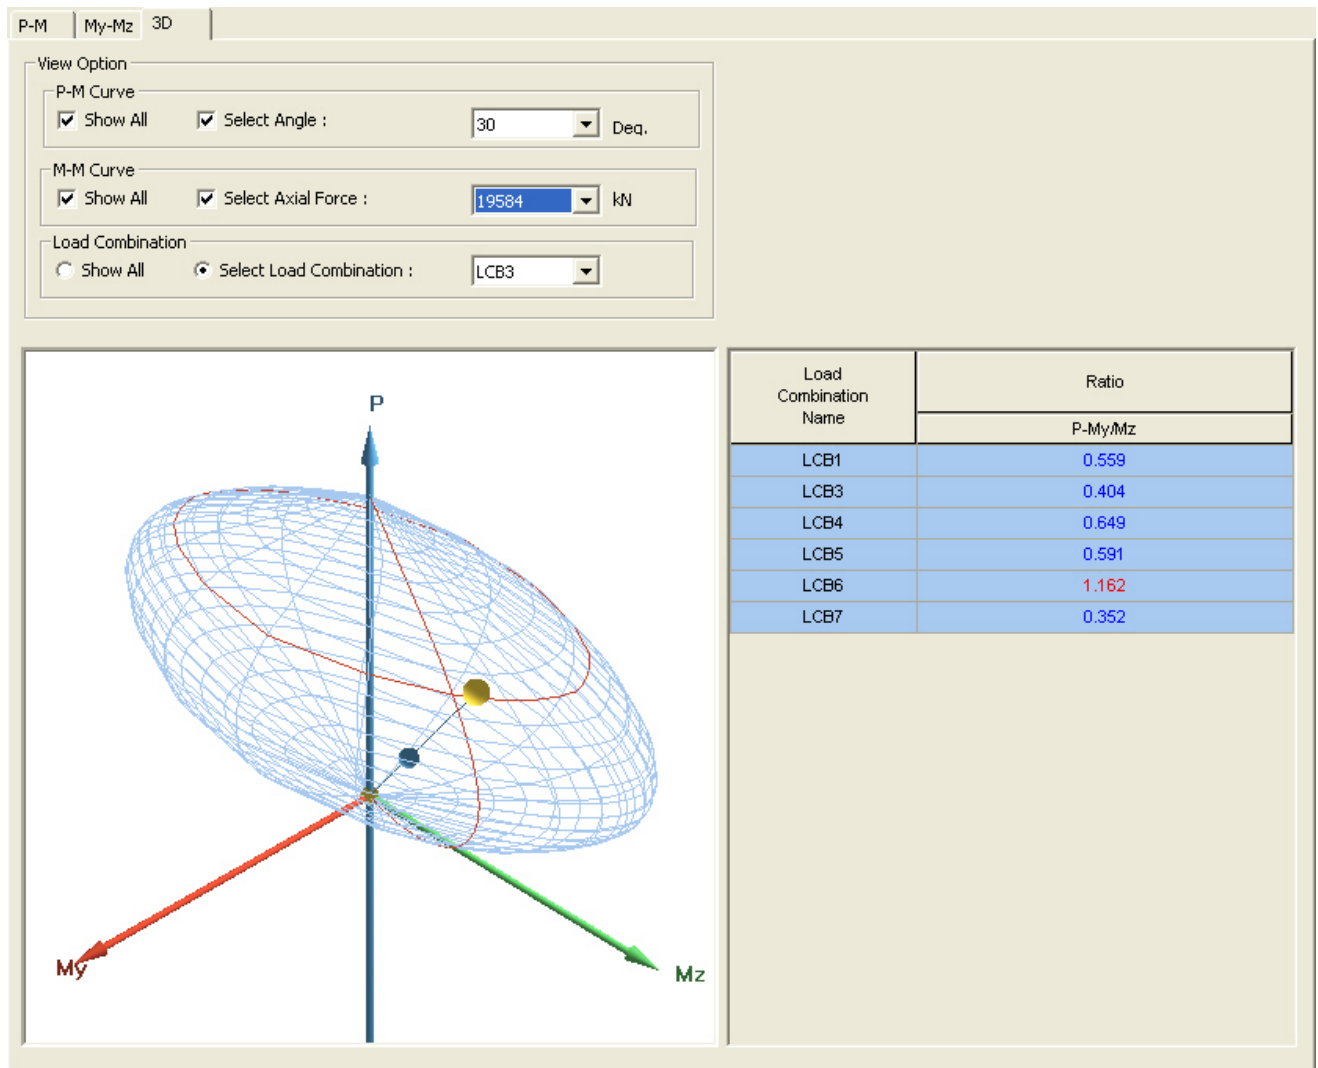 P-M My-Mz 3D
View Option
P-M Curve
Show All Select Angle : 30 Deg.
M-M Curve
Show All Select Axial Force : 19584 kN
Load Combination
Show All Select Load Combination : LCB3
P
My
Mz
Load
Combination
Name
Ratio
P-My/Mz
LCB1 0.559
LCB3 0.404
LCB4 0.649
LCB5 0.591
LCB6 1.162
LCB7 0.352